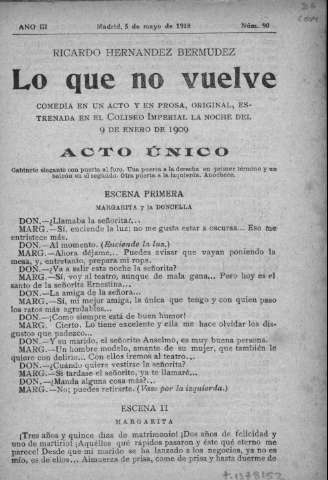 AÑO III
Madrid, 5 de mayo de 1918
Núm. 90
RICARDO HERNANDEZ BERMUDEZ
Lo que no vuelve
COMEDIA EN UN ACTO Y EN PROSA, ORIGINAL, ES-
TRENADA EN EL COLISEO IMPERIAL LA NOCHE DEL
9 DE ENERO DE 1909
ACTO ÚNICO
Gabinete elegante con puerta al foro. Una puerta a la derecha en primer término y un
balcón en el segundo. Otra puerta a la izquierda. Anochece.
ESCENA PRIMERA
MARGARITA y la DONCELLA
DON.—¿Llamaba la señorita?...
MARG.—Sí, enciende la luz; no me gusta estar a oscuras... Eso me
entristece más.
DON.—Al momento. (Enciende la luz.)
MARG.—Ahora déjame... Puedes avisar que vayan poniendo la
mesa, y, entretanto, prepara mi ropa.
DON.—¿Va a salir esta noche la señorita?
MARG.—Sí, voy al teatro, aunque de mala gana... Pero hoy es el
santo de la señorita Ernestina...
DON.—La amiga de la señora...
MARG.—Sí, mi mejor amiga, la única que tengo y con quien paso
los ratos más agradables...
DON.—¡Como siempre está de buen humor!
MARG. Cierto. Lo tiene excelente y ella me hace olvidar los dis-
gustos que padezco...
DON.—Y su marido, el señorito Anselmo, es muy buena persona.
MARG.—Un hombre modelo, amante de su mujer, que también le
quiere con delirio... Con ellos iremos al teatro...
DON.—¿Cuándo quiere vestirse la señorita?
MARG.—Si tardase el señorito, ya te llamaré...
DON.—¿Manda alguna cosa más?...
MARG.—No; puedes retirarte. (Vase por la izquierda.)
ESCENA II
MARGARITA
¡Tres años y quince días de matrimonio! ¡Dos años de felicidad y
uno de martirio! ¡Aquéllos qué rápidos pasaron y éste qué eterno me
parece! Desde que mi marido se ha lanzado a los negocios, ya no es
mío, es de ellos... Almuerza de prisa, come de prisa y hasta duerme de